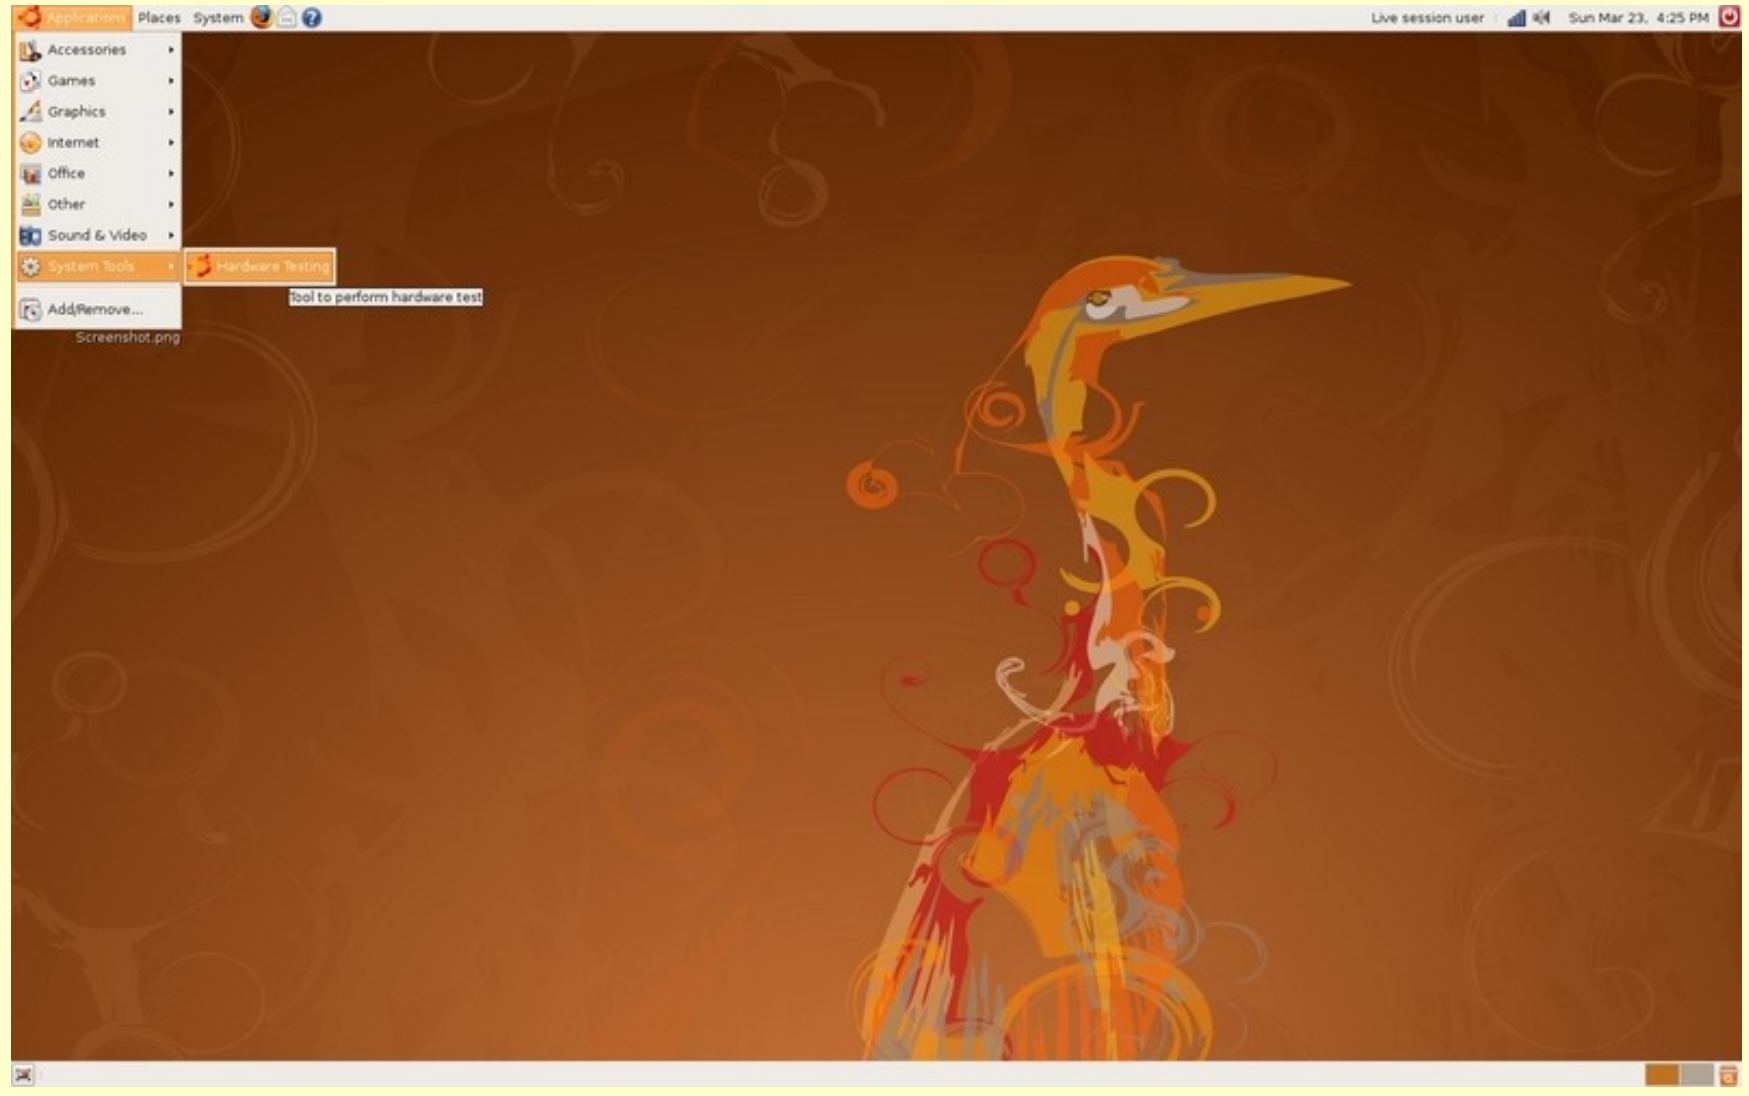 Applications Places System Live session user Sun Mar 23, 4:25 PM
Accessories
Games
Graphics
Internet
Office
Other
Sound & Video
System Tools Hardware Testing
Tool to perform hardware test
Add/Remove...
Screenshot.png